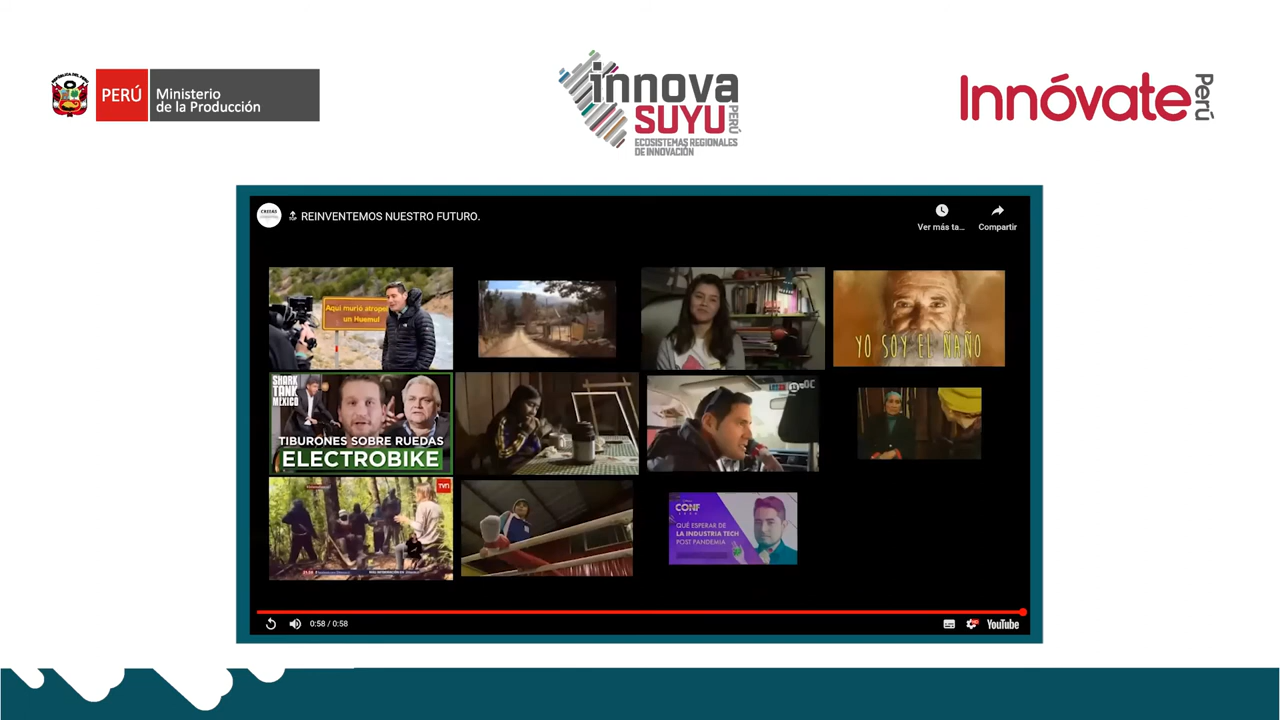 PERÚ
Ministerio
de la Producción
innova
SUYU
PERÚ
ECOSISTEMAS REGIONALES
DE INNOVACIÓN
Innóvate
Perú
REINVENTEMOS NUESTRO FUTURO.
Ver más ta...
Compartir
Aquí murió atrope
un Huemul
YO SOY EL ÑAÑO
SHARK
TANK
MÉXICO
TIBURONES SOBRE RUEDAS
ELECTROBIKE
TVN
CONF
QUÉ ESPERAR DE
LA INDUSTRIA TECH
POST PANDEMIA
0:58 / 0:58
YouTube